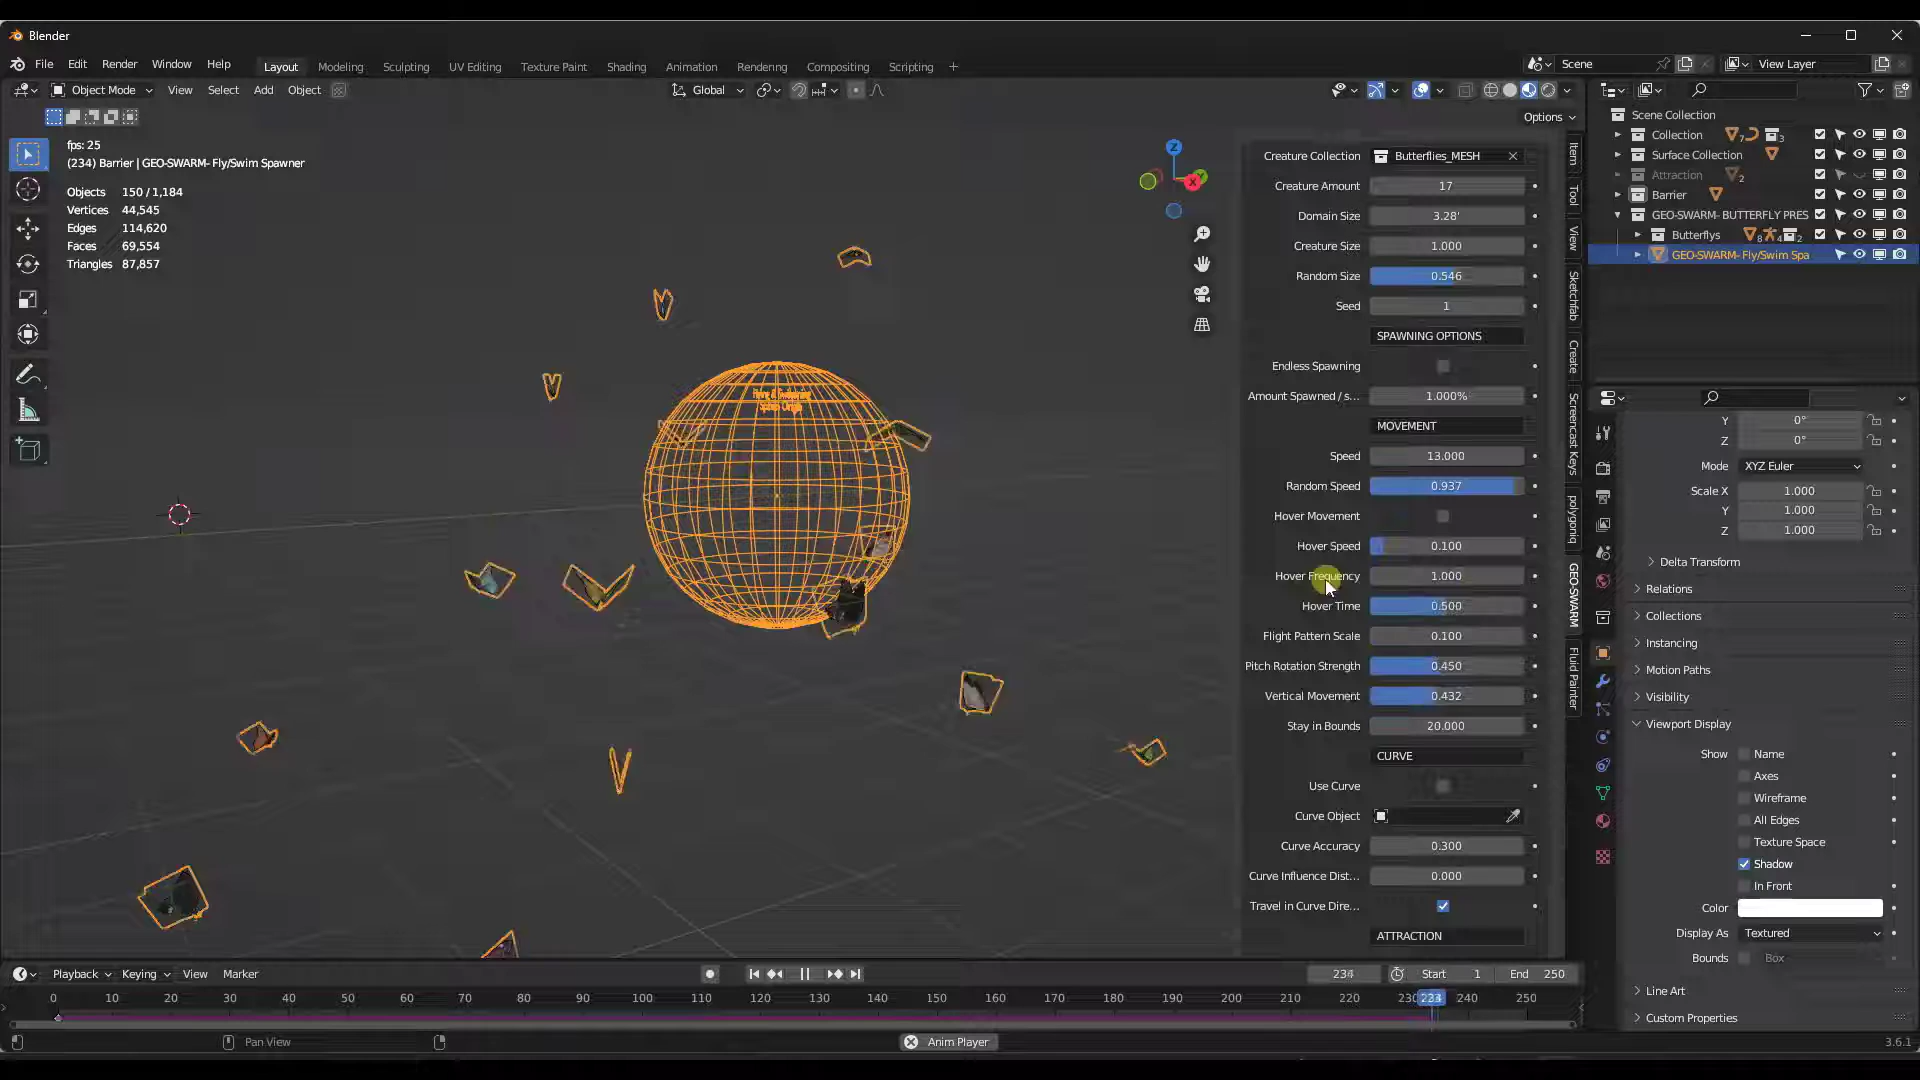 Blender
File Edit Render Window Help
Layout Modeling Sculpting UV Editing Texture Paint Shading Animation Rendering Compositing Scripting +
Scene
View Layer
Object Mode View Select Add Object
Global
Options
fps: 25
(234) Barrier | GEO-SWARM- Fly/Swim Spawner
Objects 150 / 1,184
Vertices 44,545
Edges 114,620
Faces 69,554
Triangles 87,857
Z
X
Creature Collection Butterflies_MESH
Creature Amount 17
Domain Size 3.28'
Creature Size 1.000
Random Size 0.546
Seed 1
SPAWNING OPTIONS
Endless Spawning
Amount Spawned / s... 1.000%
MOVEMENT
Speed 13.000
Random Speed 0.937
Hover Movement
Hover Speed 0.100
Hover Frequency 1.000
Hover Time 0.500
Flight Pattern Scale 0.100
Pitch Rotation Strength 0.450
Vertical Movement 0.432
Stay in Bounds 20.000
CURVE
Use Curve
Curve Object
Curve Accuracy 0.300
Curve Influence Dist... 0.000
Travel in Curve Dire...
ATTRACTION
Item
Tool
View
Sketchfab
Create
Screencast Keys
polygoniq
GEO-SWARM
Fluid Painter
Scene Collection
Collection 7 3
Surface Collection
Attraction 2
Barrier
GEO-SWARM- BUTTERFLY PRES
Butterflys 8 4 2
GEO-SWARM- Fly/Swim Spa
Y 0°
Z 0°
Mode XYZ Euler
Scale X 1.000
Y 1.000
Z 1.000
Delta Transform
Relations
Collections
Instancing
Motion Paths
Visibility
Viewport Display
Show Name
Axes
Wireframe
All Edges
Texture Space
Shadow
In Front
Color
Display As Textured
Bounds Box
Line Art
Custom Properties
Playback Keying View Marker
234 Start 1 End 250
0 10 20 30 40 50 60 70 80 90 100 110 120 130 140 150 160 170 180 190 200 210 220 234 240 250
Pan View
Anim Player
3.6.1